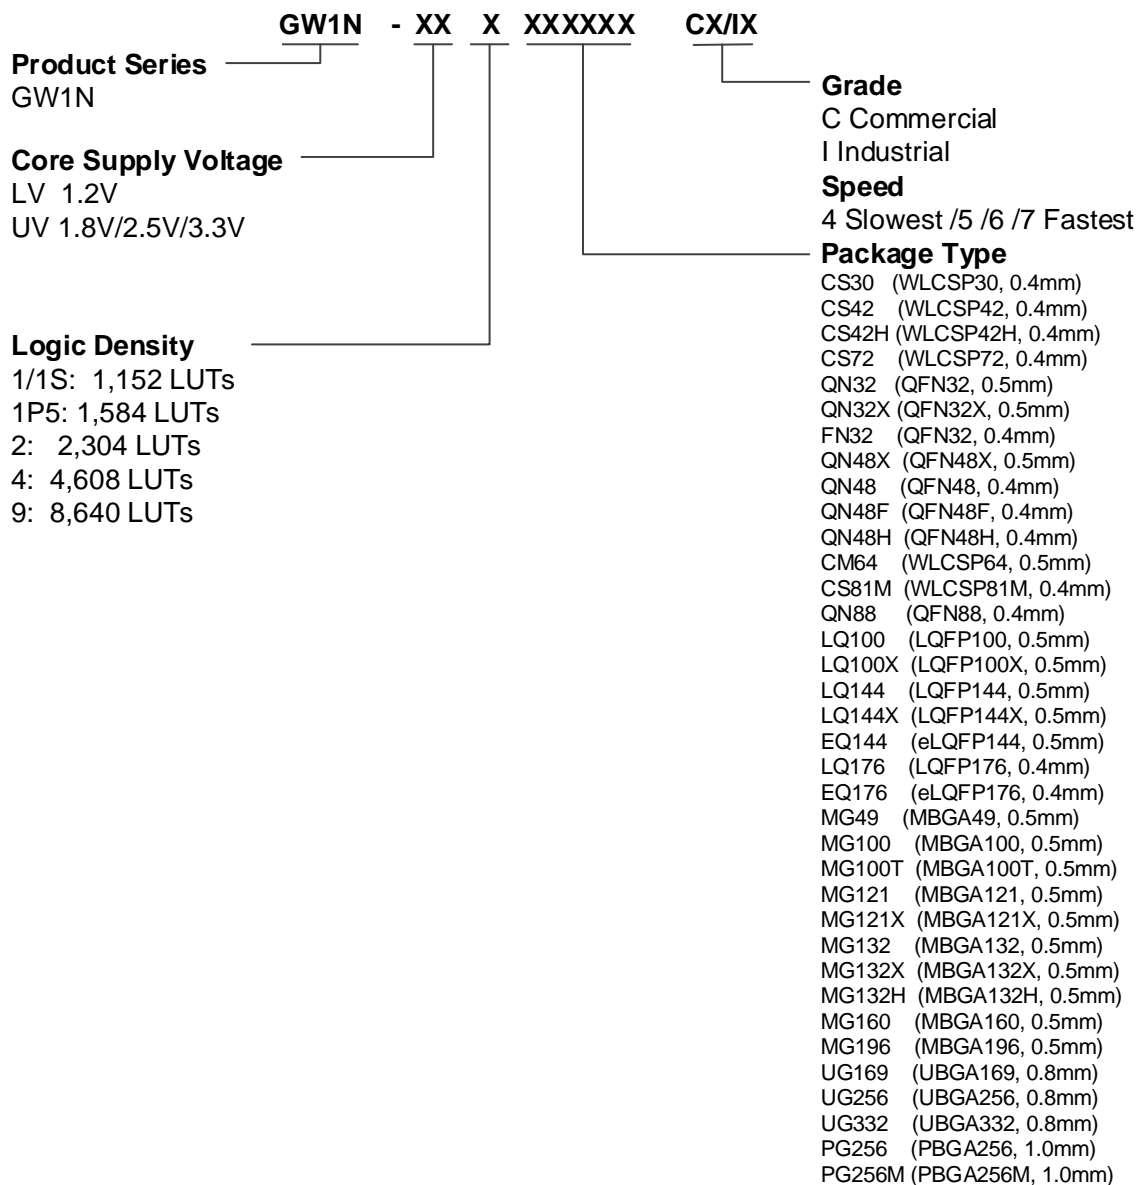 GW1N - XX X XXXXXX CX/IX
Product Series
GW1N
Core Supply Voltage
LV 1.2V
UV 1.8V/2.5V/3.3V
Logic Density
1/1S: 1,152 LUTs
1P5: 1,584 LUTs
2: 2,304 LUTs
4: 4,608 LUTs
9: 8,640 LUTs
Grade
C Commercial
I Industrial
Speed
4 Slowest /5 /6 /7 Fastest
Package Type
CS30 (WLCSP30, 0.4mm)
CS42 (WLCSP42, 0.4mm)
CS42H (WLCSP42H, 0.4mm)
CS72 (WLCSP72, 0.4mm)
QN32 (QFN32, 0.5mm)
QN32X (QFN32X, 0.5mm)
FN32 (QFN32, 0.4mm)
QN48X (QFN48X, 0.5mm)
QN48 (QFN48, 0.4mm)
QN48F (QFN48F, 0.4mm)
QN48H (QFN48H, 0.4mm)
CM64 (WLCSP64, 0.5mm)
CS81M (WLCSP81M, 0.4mm)
QN88 (QFN88, 0.4mm)
LQ100 (LQFP100, 0.5mm)
LQ100X (LQFP100X, 0.5mm)
LQ144 (LQFP144, 0.5mm)
LQ144X (LQFP144X, 0.5mm)
EQ144 (eLQFP144, 0.5mm)
LQ176 (LQFP176, 0.4mm)
EQ176 (eLQFP176, 0.4mm)
MG49 (MBGA49, 0.5mm)
MG100 (MBGA100, 0.5mm)
MG100T (MBGA100T, 0.5mm)
MG121 (MBGA121, 0.5mm)
MG121X (MBGA121X, 0.5mm)
MG132 (MBGA132, 0.5mm)
MG132X (MBGA132X, 0.5mm)
MG132H (MBGA132H, 0.5mm)
MG160 (MBGA160, 0.5mm)
MG196 (MBGA196, 0.5mm)
UG169 (UBGA169, 0.8mm)
UG256 (UBGA256, 0.8mm)
UG332 (UBGA332, 0.8mm)
PG256 (PBGA256, 1.0mm)
PG256M (PBGA256M, 1.0mm)